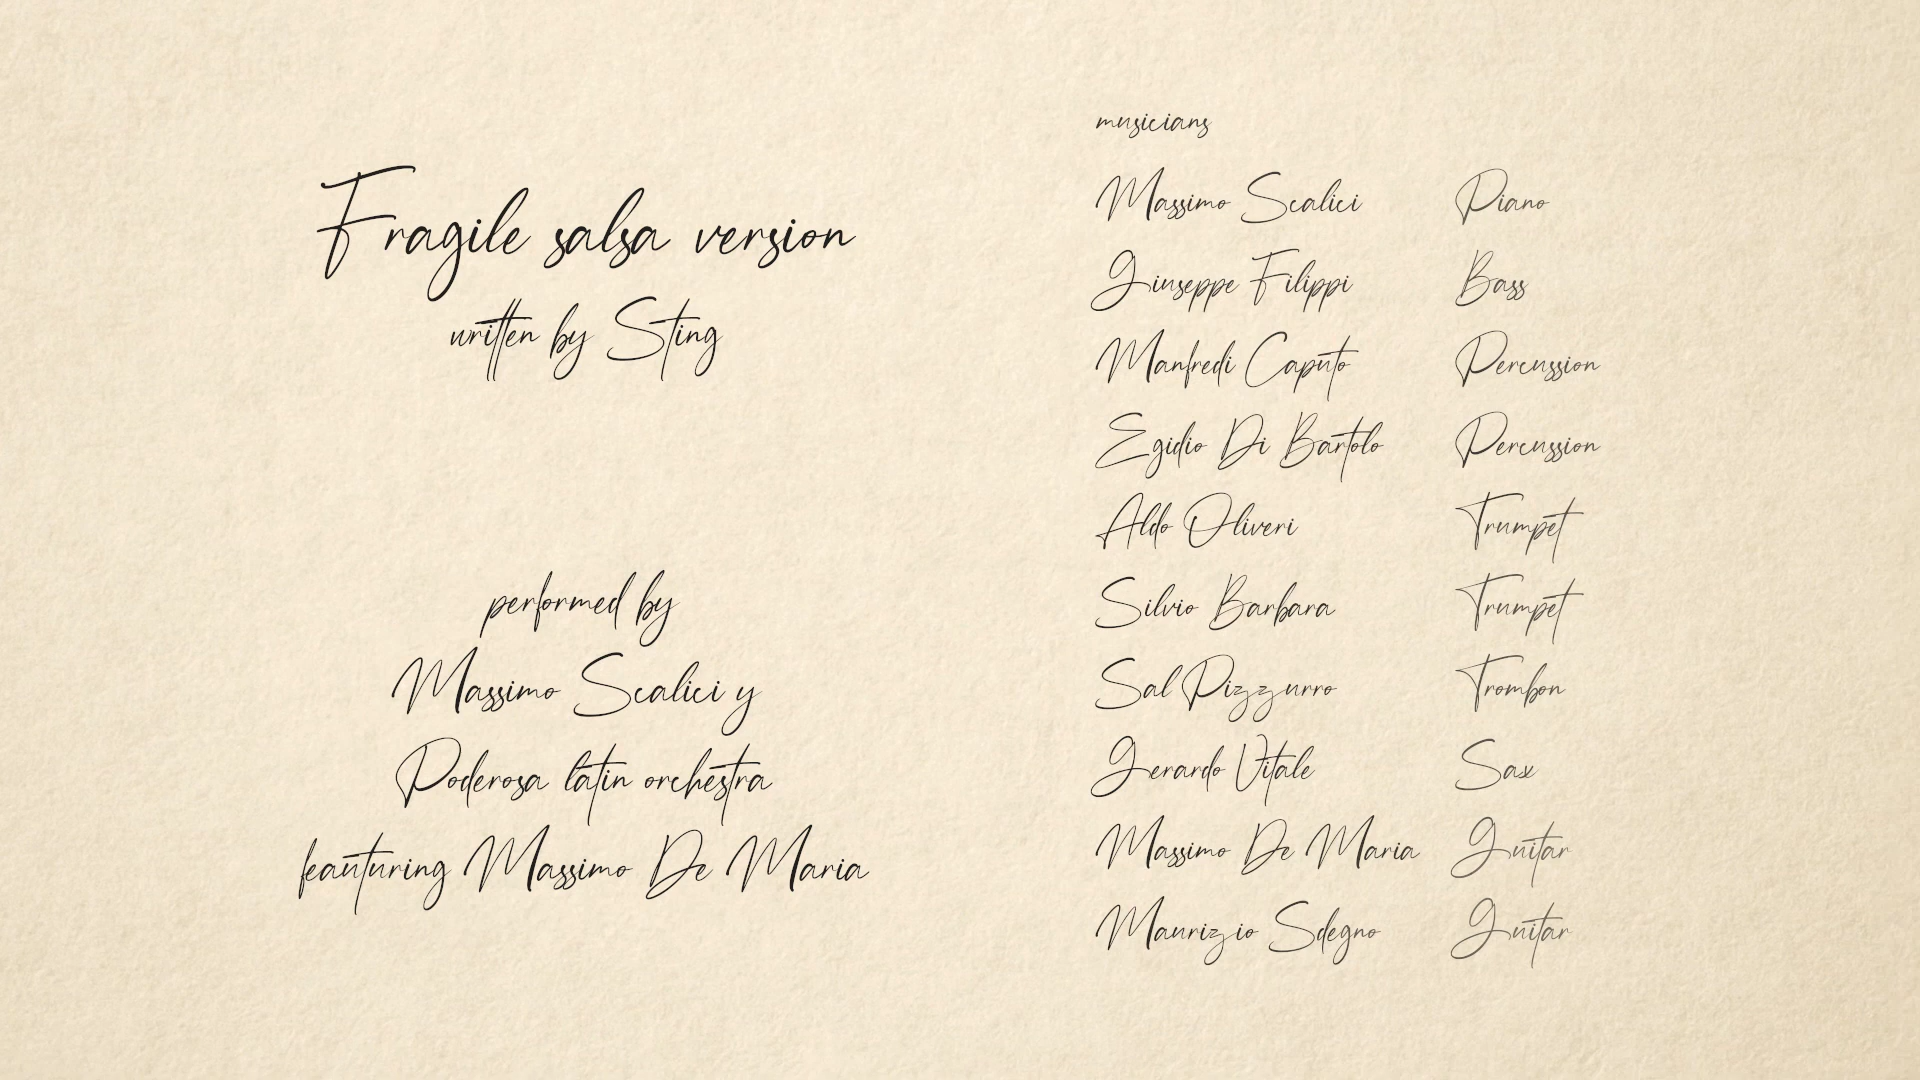 Fragile salsa version
written by Sting
performed by
Massimo Scalici y
Poderosa latin orchestra
feauturing Massimo De Maria
musicians
Massimo Scalici Piano
Giuseppe Filippi Bass
Manfredi Caputo Percussion
Egidio Di Bartolo Percussion
Aldo Oliveri Trumpet
Silvio Barbara Trumpet
Sal Pizzurro Trombon
Gerardo Vitale Sax
Massimo De Maria Guitar
Maurizio Sdegno Guitar